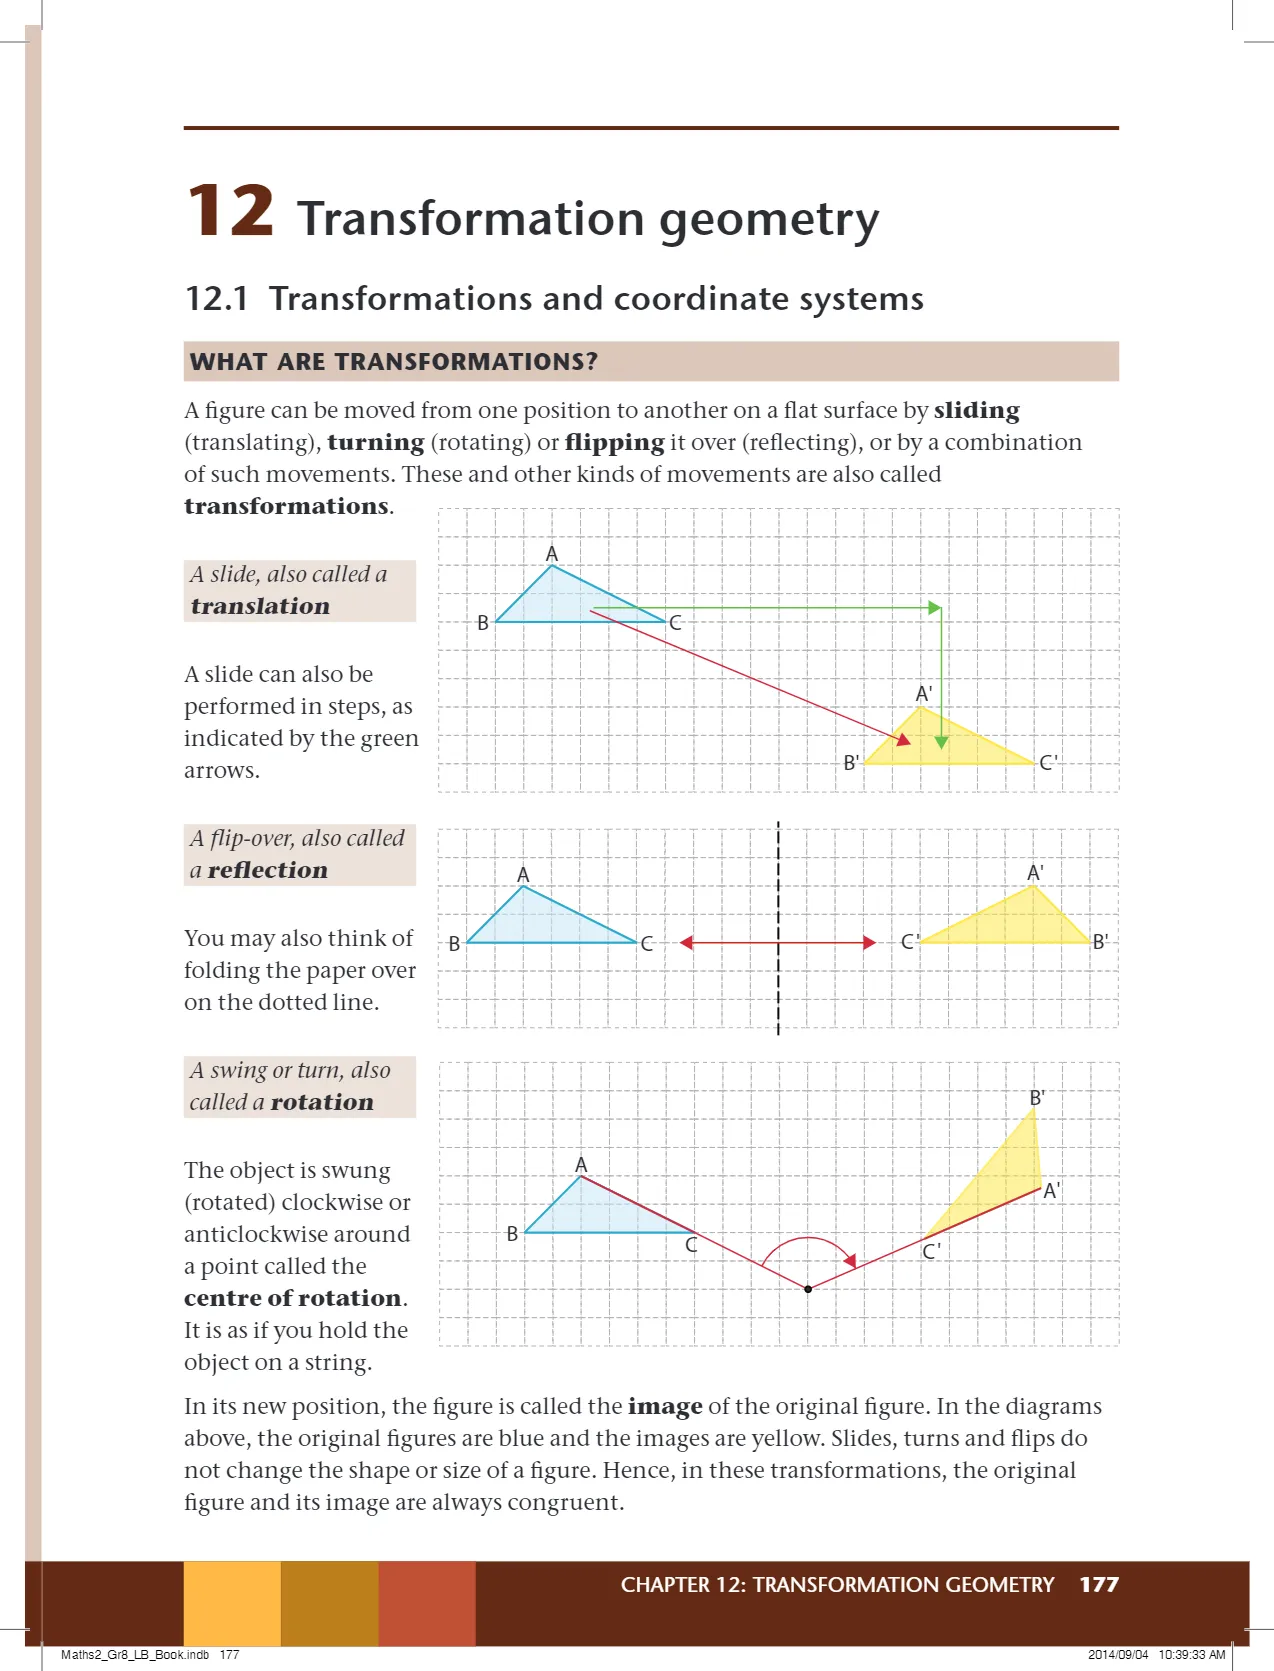 12 Transformation geometry
12.1 Transformations and coordinate systems
WHAT ARE TRANSFORMATIONS?
A figure can be moved from one position to another on a flat surface by sliding
(translating), turning (rotating) or flipping it over (reflecting), or by a combination
of such movements. These and other kinds of movements are also called
transformations.
A slide, also called a
translation
A slide can also be
performed in steps, as
indicated by the green
arrows.
A
B
C
A'
B'
C'
A flip-over, also called
a reflection
You may also think of
folding the paper over
on the dotted line.
A
B
C
A'
C'
B'
A swing or turn, also
called a rotation
The object is swung
(rotated) clockwise or
anticlockwise around
a point called the
centre of rotation.
It is as if you hold the
object on a string.
B'
A
A'
B
C
C'
In its new position, the figure is called the image of the original figure. In the diagrams
above, the original figures are blue and the images are yellow. Slides, turns and flips do
not change the shape or size of a figure. Hence, in these transformations, the original
figure and its image are always congruent.
CHAPTER 12: TRANSFORMATION GEOMETRY 177
Maths2_Gr8_LB_Book.indb 177
2014/09/04 10:39:33 AM